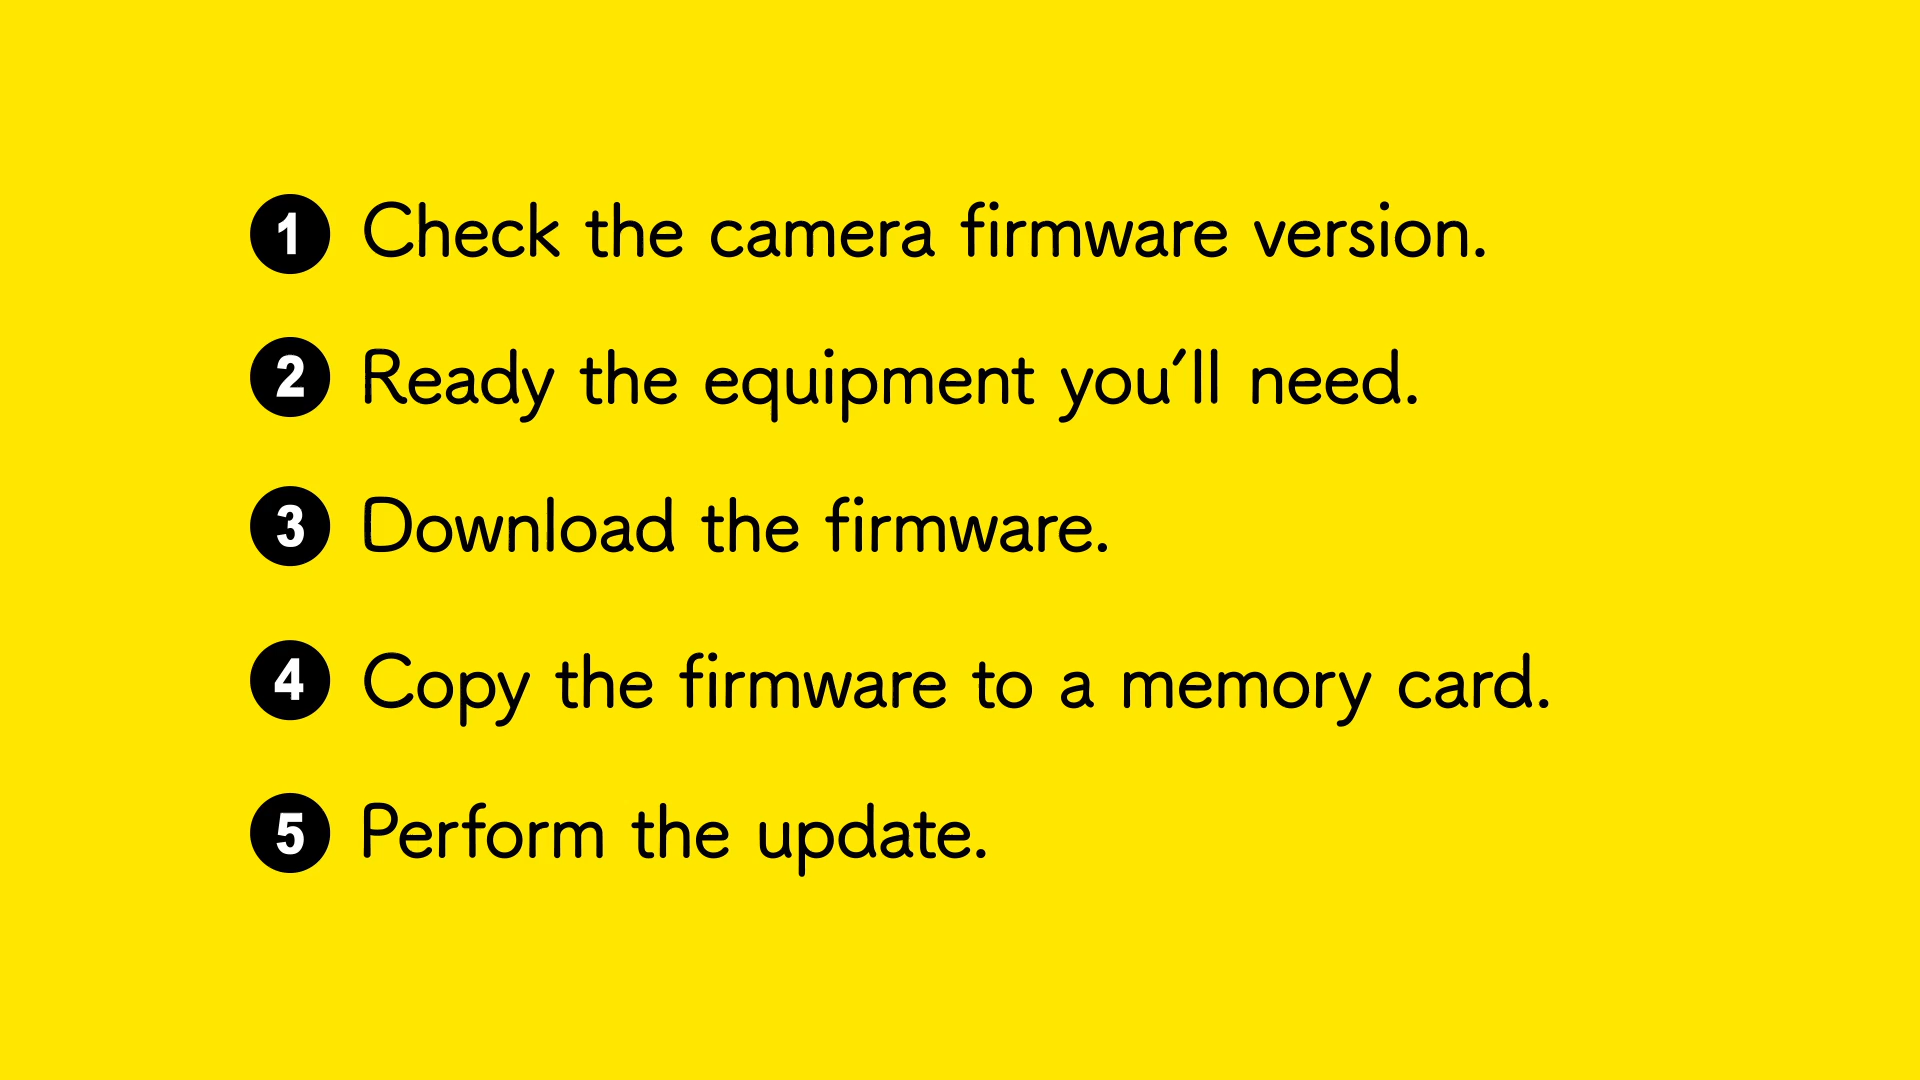 1 Check the camera firmware version.
2 Ready the equipment you’ll need.
3 Download the firmware.
4 Copy the firmware to a memory card.
5 Perform the update.